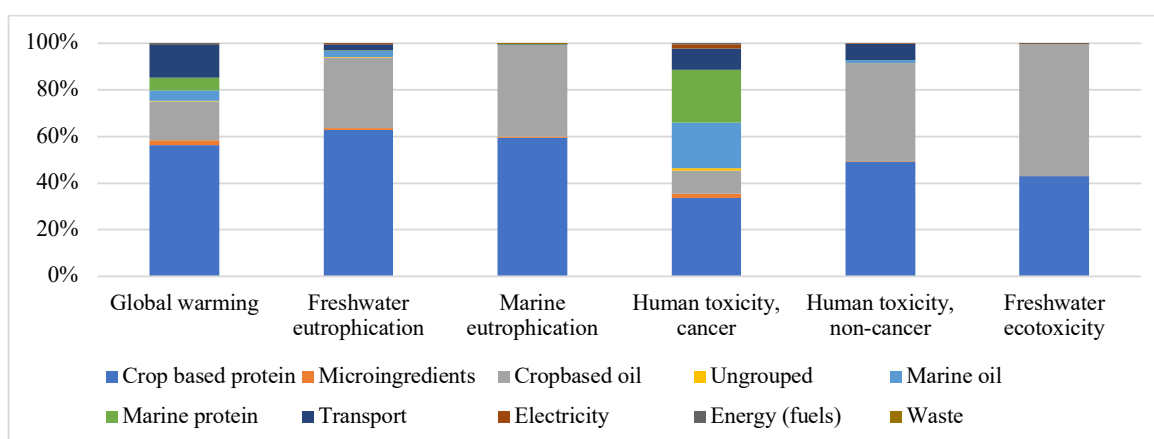 100%
80%
60%
40%
20%
0%
Global warming
Freshwater
eutrophication
Marine
eutrophication
Human toxicity,
cancer
Human toxicity,
non-cancer
Freshwater
ecotoxicity
Crop based protein
Microingredients
Cropbased oil
Ungrouped
Marine oil
Marine protein
Transport
Electricity
Energy (fuels)
Waste